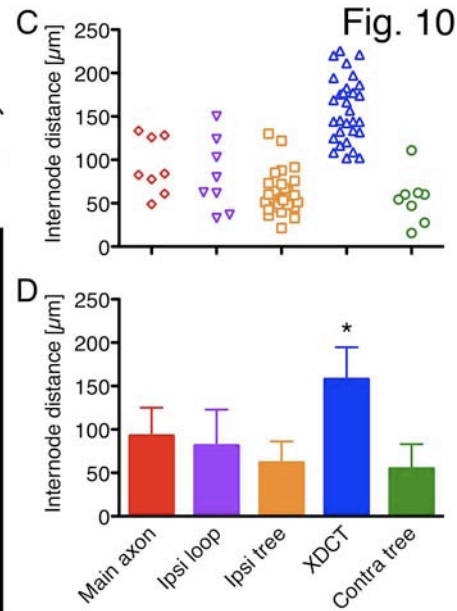 C
Fig. 10
Internode distance [µm]
250
200
150
100
50
0
D
Internode distance [µm]
250
200
150
100
50
0
*
Main axon
Ipsi loop
Ipsi tree
XDCT
Contra tree